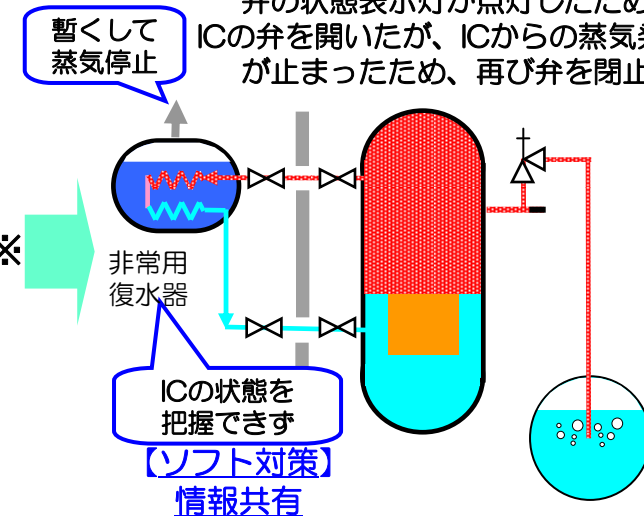 弁の状態表示灯が点灯したため
ICの弁を開いたが、ICからの蒸気発
が止まったため、再び弁を閉止
暫くして
蒸気停止
※
非常用
復水器
ICの状態を
把握できず
【ソフト対策】
情報共有